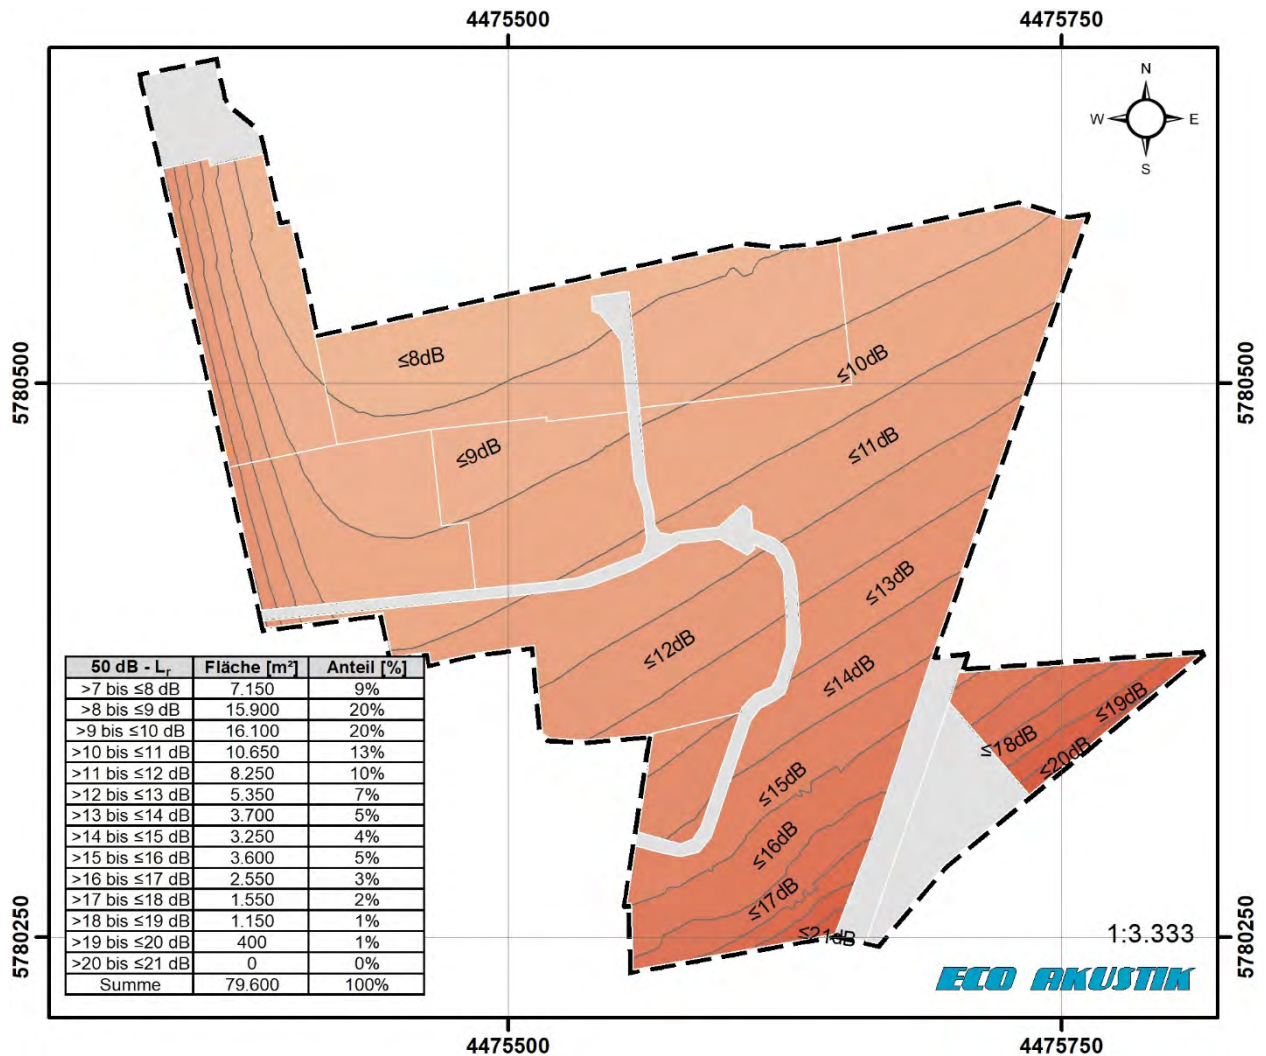 4475500 4475750
N
W E
S
5780500 5780500
≤8dB
≤10dB
≤9dB
≤11dB
≤13dB
≤12dB
≤14dB
≤19dB
≤18dB
≤20dB
≤15dB
≤16dB
≤17dB
≤21dB
50 dB - Lr Fläche [m²] Anteil [%]
>7 bis ≤8 dB 7.150 9%
>8 bis ≤9 dB 15.900 20%
>9 bis ≤10 dB 16.100 20%
>10 bis ≤11 dB 10.650 13%
>11 bis ≤12 dB 8.250 10%
>12 bis ≤13 dB 5.350 7%
>13 bis ≤14 dB 3.700 5%
>14 bis ≤15 dB 3.250 4%
>15 bis ≤16 dB 3.600 5%
>16 bis ≤17 dB 2.550 3%
>17 bis ≤18 dB 1.550 2%
>18 bis ≤19 dB 1.150 1%
>19 bis ≤20 dB 400 1%
>20 bis ≤21 dB 0 0%
Summe 79.600 100%
5780250 5780250
1:3.333
ECO AKUSTIK
4475500 4475750